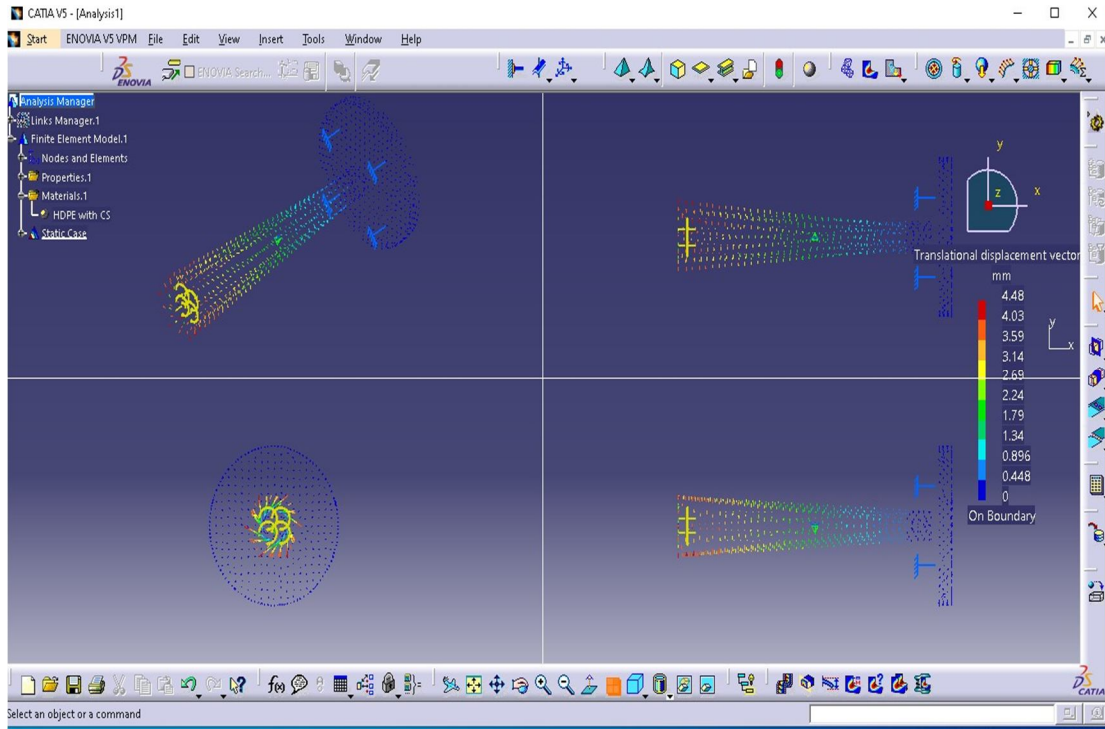 CATIA V5 - [Analysis1]
Start ENOVIA V5 VPM File Edit View Insert Tools Window Help
ENOVIA
ENOVIA Search...
Analysis Manager
Links Manager.1
Finite Element Model.1
Nodes and Elements
Properties.1
Materials.1
HDPE with CS
Static Case
y
x
z
Translational displacement vector
mm
4.48
4.03
3.59
3.14
2.69
2.24
1.79
1.34
0.896
0.448
0
On Boundary
y
x
f(x)
CATIA
Select an object or a command